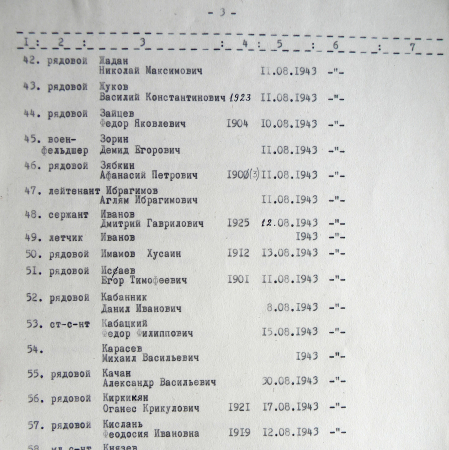 - 3 -
1 : 2 : 3 : 4 : 5 : 6 : 7
42. рядовой Жадан
Николай Максимович 11.08.1943 -"-
43. рядовой Жуков
Василий Константинович 1923 11.08.1943 -"-
44. рядовой Зайцев
Федор Яковлевич 1904 10.08.1943 -"-
45. воен- Зорин
фельдшер Демид Егорович 11.08.1943 -"-
46. рядовой Зябкин
Афанасий Петрович 1900(3) 11.08.1943 -"-
47. лейтенант Ибрагимов
Аглям Ибрагимович 11.08.1943 -"-
48. сержант Иванов
Дмитрий Гаврилович 1925 12.08.1943 -"-
49. летчик Иванов 1943 -"-
50. рядовой Имамов Хусаин 1912 13.08.1943 -"-
51. рядовой Исаев
Егор Тимофеевич 1901 11.08.1943 -"-
52. рядовой Кабанник
Данил Иванович 8.08.1943 -"-
53. ст-с-нт Кабацкий
Федор Филиппович 15.08.1943 -"-
54. Карасев
Михаил Васильевич 1943 -"-
55. рядовой Качан
Александр Васильевич 30.08.1943 -"-
56. рядовой Киркикян
Оганес Крикулович 1921 17.08.1943 -"-
57. рядовой Кислань
Феодосия Ивановна 1919 12.08.1943 -"-
58. мл.с-нт Князев